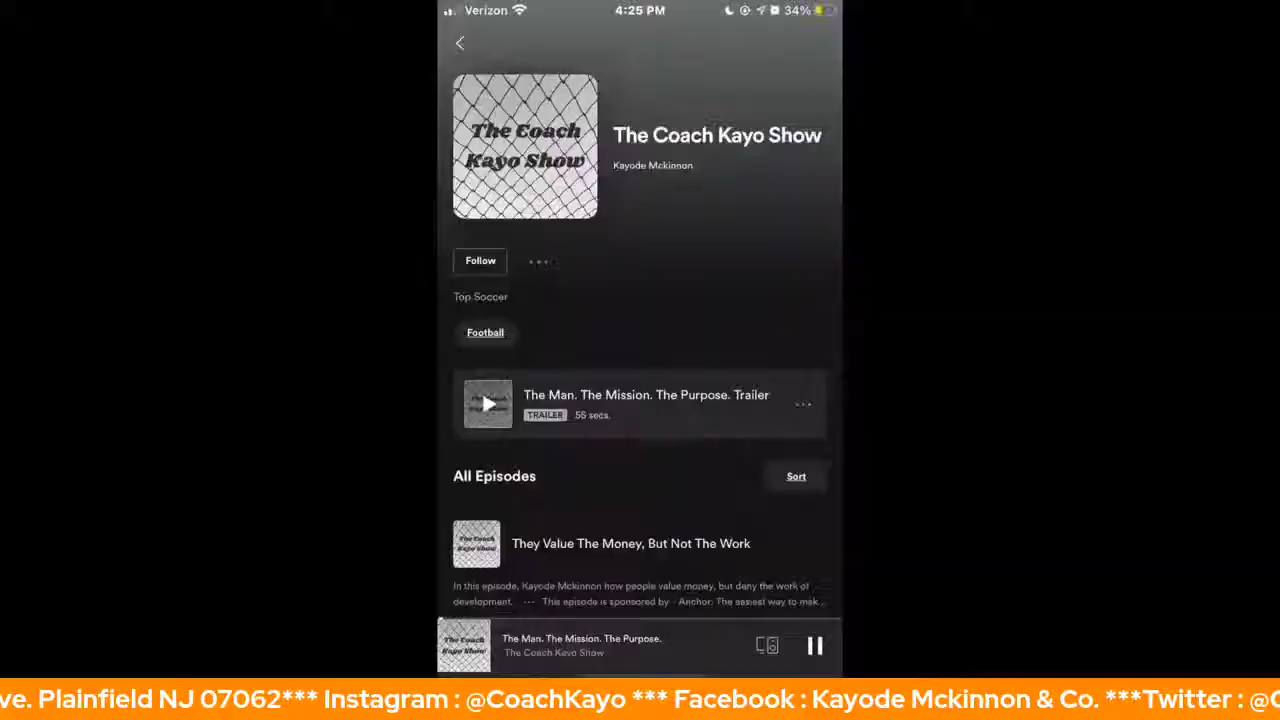 Verizon 4:25 PM 34%
The Coach
Kayo Show
The Coach Kayo Show
Kayode Mckinnon
Follow
Top Soccer
Football
The Man. The Mission. The Purpose. Trailer
TRAILER 55 secs.
All Episodes
Sort
The Coach
Kayo Show
They Value The Money, But Not The Work
In this episode, Kayode Mckinnon how people value money, but deny the work of
development. --- This episode is sponsored by · Anchor: The easiest way to mak...
The Coach
Kayo Show
The Man. The Mission. The Purpose.
The Coach Kayo Show
ve. Plainfield NJ 07062*** Instagram : @CoachKayo *** Facebook : Kayode Mckinnon & Co. ***Twitter : @C